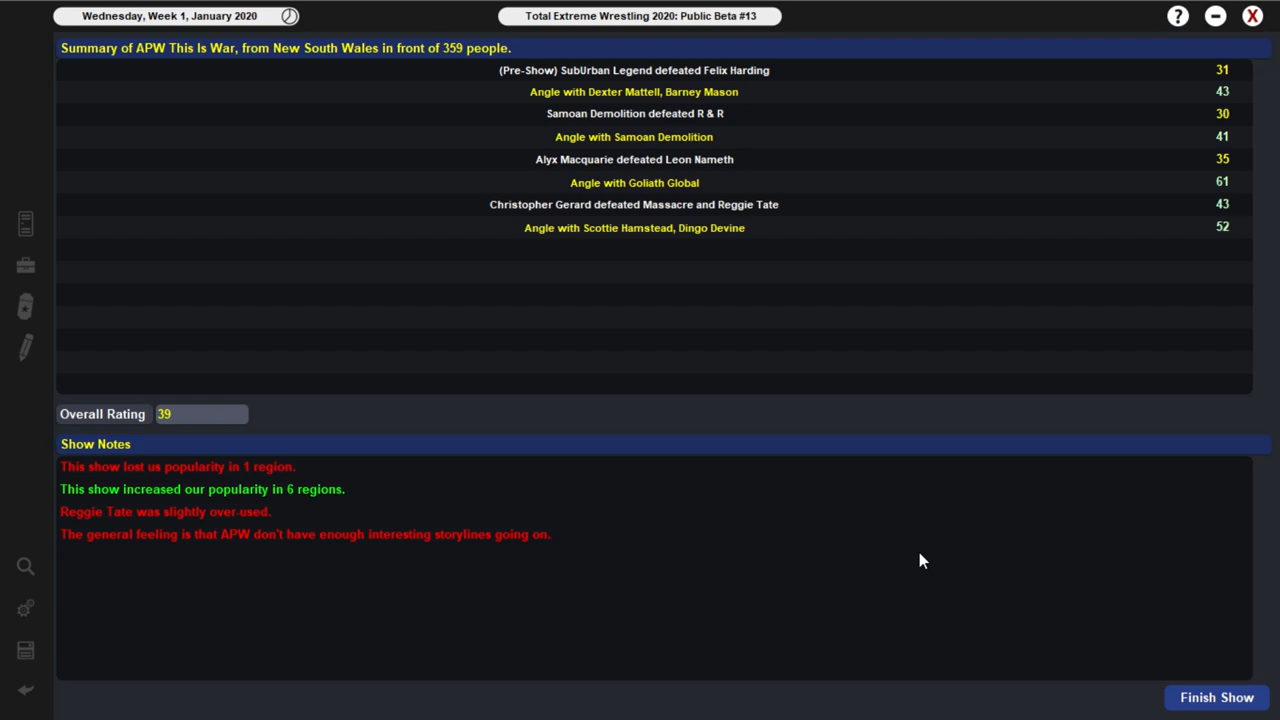 Wednesday, Week 1, January 2020
Total Extreme Wrestling 2020: Public Beta #13
?
X
Summary of APW This Is War, from New South Wales in front of 359 people.
(Pre-Show) SubUrban Legend defeated Felix Harding 31
Angle with Dexter Mattell, Barney Mason 43
Samoan Demolition defeated R & R 30
Angle with Samoan Demolition 41
Alyx Macquarie defeated Leon Nameth 35
Angle with Goliath Global 61
Christopher Gerard defeated Massacre and Reggie Tate 43
Angle with Scottie Hamstead, Dingo Devine 52
Overall Rating 39
Show Notes
This show lost us popularity in 1 region.
This show increased our popularity in 6 regions.
Reggie Tate was slightly over-used.
The general feeling is that APW don't have enough interesting storylines going on.
Finish Show